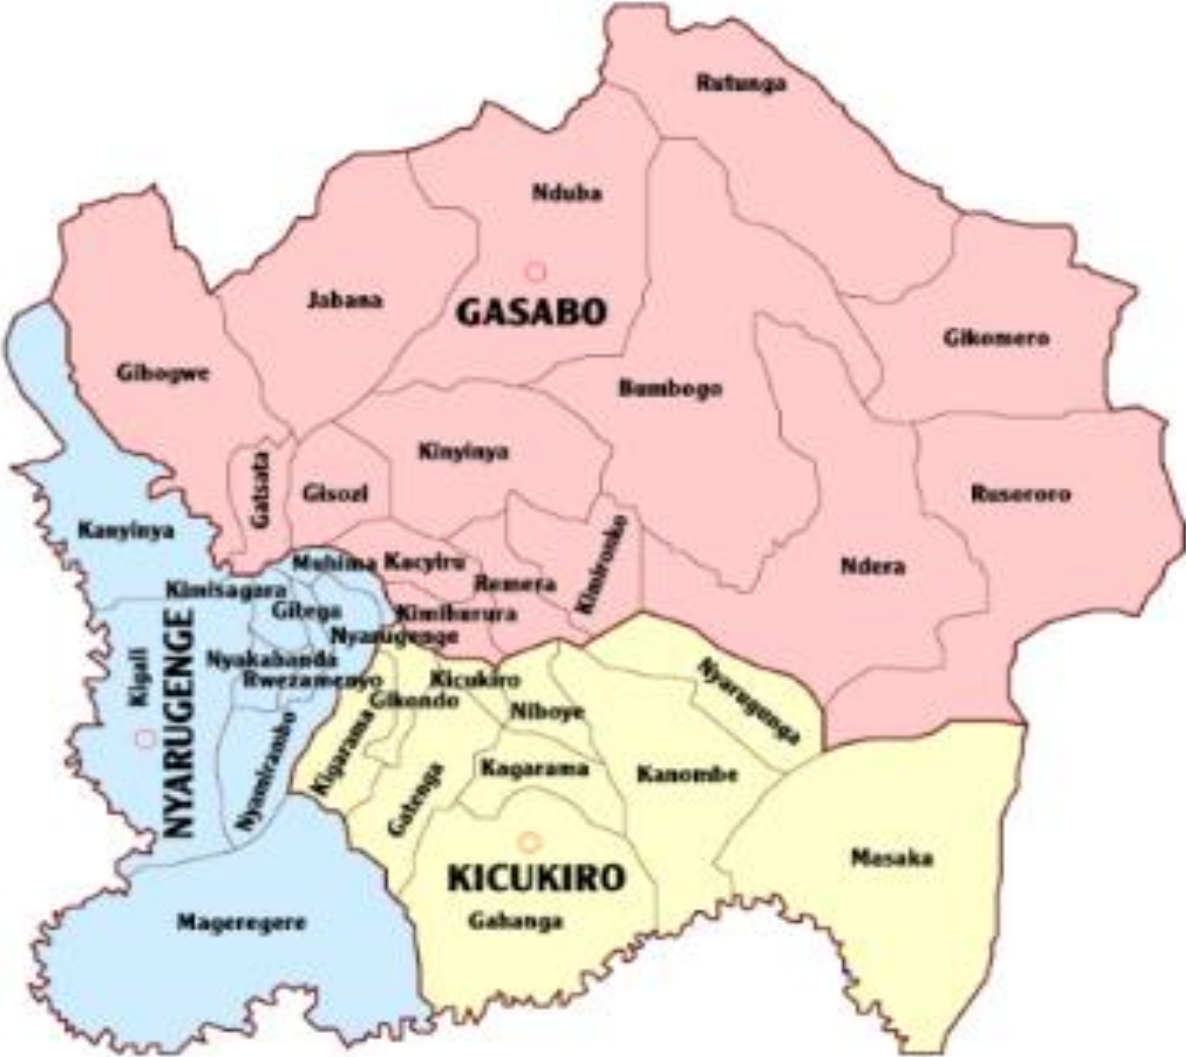 Rutunga
Nduba
Jabana
GASABO
Gikomero
Gibogwe
Bumbogo
Kinyinya
Gatsata
Gisozi
Rusororo
Kanyinya
Muhima
Kacyiru
Kimironko
Ndera
Kimisagara
Remera
Gitega
Kimihurura
Nyarugenge
Kigali
NYARUGENGE
Nyakabanda
Rwezamenyo
Kicukiro
Gikondo
Nyarugunga
Niboye
Kigarama
Nyamirambo
Kagarama
Kanombe
Gatenga
Masaka
KICUKIRO
Mageregere
Gahanga